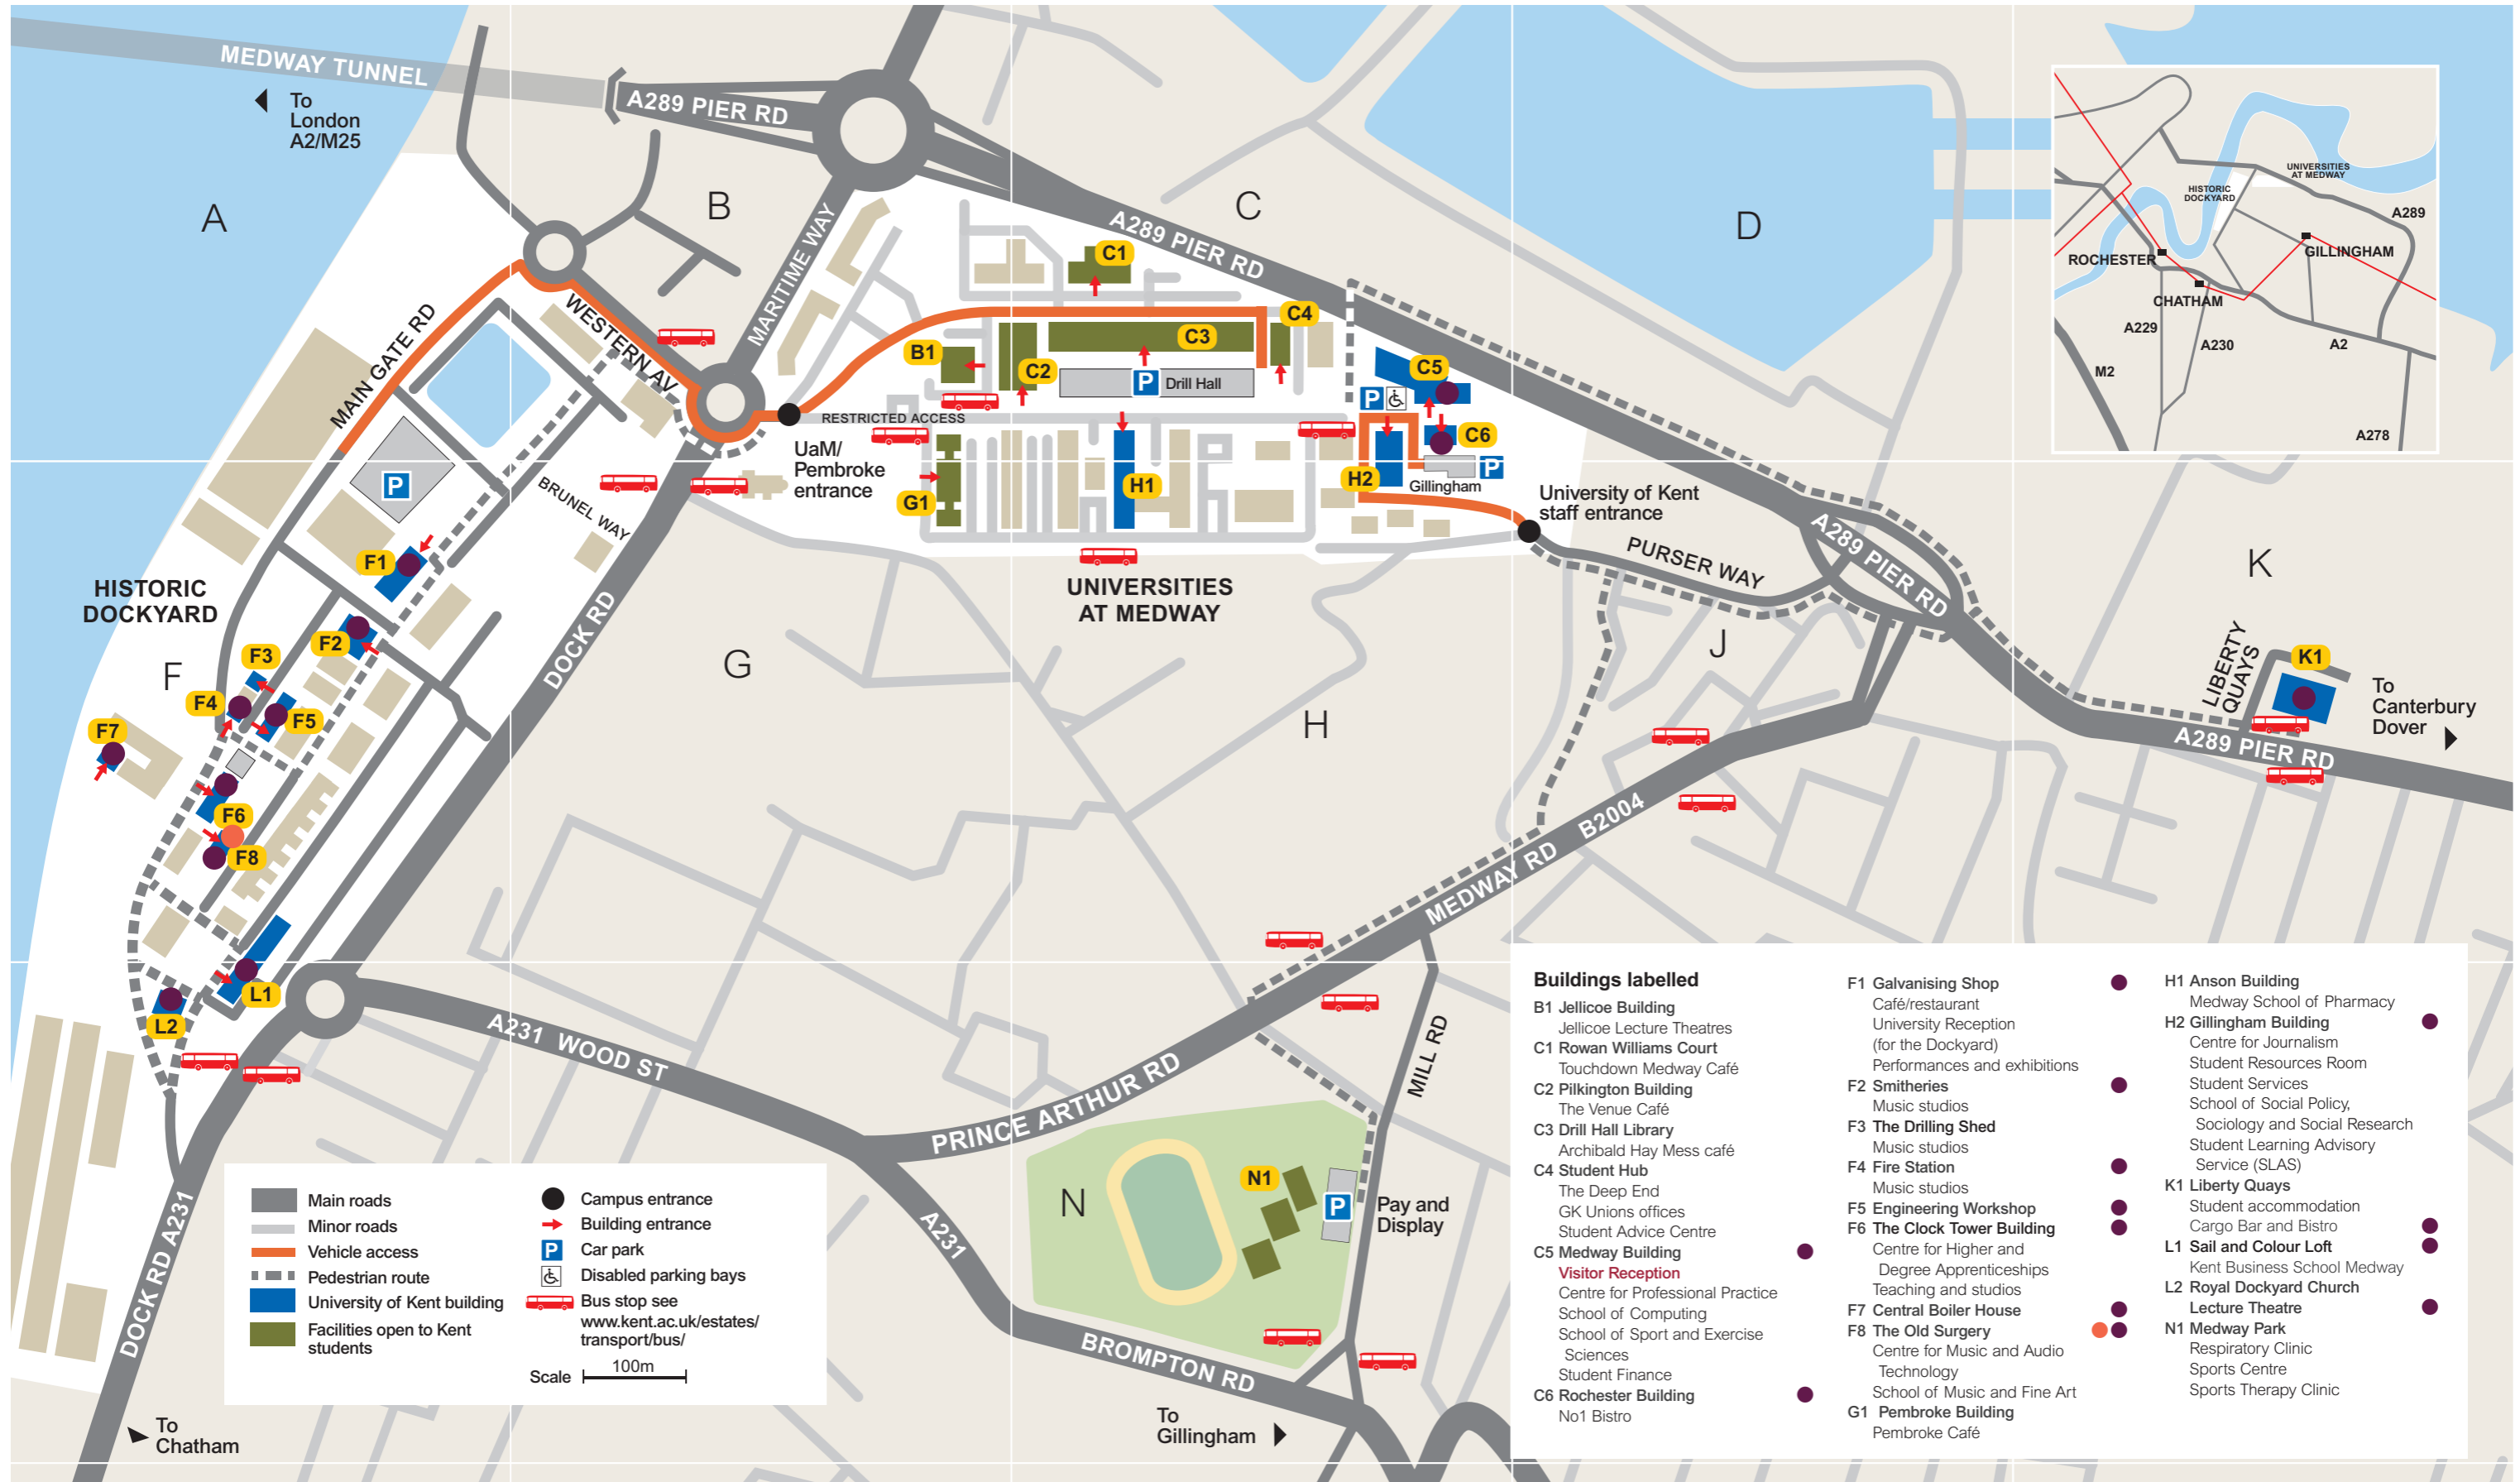 MEDWAY TUNNEL
To
London
A2/M25
A289 PIER RD
A
B
C
D
A289 PIER RD
MARITIME WAY
WESTERN AV
MAIN GATE RD
C1
C4
C3
B1
C2
P
Drill Hall
C5
P
C6
RESTRICTED ACCESS
UaM/
Pembroke
entrance
P
G1
H1
H2
P
Gillingham
University of Kent
staff entrance
BRUNEL WAY
PURSER WAY
A289 PIER RD
UNIVERSITIES
AT MEDWAY
HISTORIC
DOCKYARD
DOCK RD
F1
F2
F3
F4
F5
F7
F6
F8
F
G
H
J
K
LIBERTY
QUAYS
K1
To
Canterbury
Dover
A289 PIER RD
L1
L2
A231 WOOD ST
PRINCE ARTHUR RD
MEDWAY RD
B2004
MILL RD
N
N1
P
Pay and
Display
A231
BROMPTON RD
DOCK RD A231
To
Chatham
To
Gillingham
UNIVERSITIES
AT MEDWAY
HISTORIC
DOCKYARD
A289
ROCHESTER
GILLINGHAM
CHATHAM
A229
A230
A2
M2
A278
Main roads
Minor roads
Vehicle access
Pedestrian route
University of Kent building
Facilities open to Kent
students
Campus entrance
Building entrance
P
Car park
Disabled parking bays
Bus stop see
www.kent.ac.uk/estates/
transport/bus/
Scale
100m
Buildings labelled
B1 Jellicoe Building
Jellicoe Lecture Theatres
C1 Rowan Williams Court
Touchdown Medway Café
C2 Pilkington Building
The Venue Café
C3 Drill Hall Library
Archibald Hay Mess café
C4 Student Hub
The Deep End
GK Unions offices
Student Advice Centre
C5 Medway Building
Visitor Reception
Centre for Professional Practice
School of Computing
School of Sport and Exercise
Sciences
Student Finance
C6 Rochester Building
No1 Bistro
F1 Galvanising Shop
Café/restaurant
University Reception
(for the Dockyard)
Performances and exhibitions
F2 Smitheries
Music studios
F3 The Drilling Shed
Music studios
F4 Fire Station
Music studios
F5 Engineering Workshop
F6 The Clock Tower Building
Centre for Higher and
Degree Apprenticeships
Teaching and studios
F7 Central Boiler House
F8 The Old Surgery
Centre for Music and Audio
Technology
School of Music and Fine Art
G1 Pembroke Building
Pembroke Café
H1 Anson Building
Medway School of Pharmacy
H2 Gillingham Building
Centre for Journalism
Student Resources Room
Student Services
School of Social Policy,
Sociology and Social Research
Student Learning Advisory
Service (SLAS)
K1 Liberty Quays
Student accommodation
Cargo Bar and Bistro
L1 Sail and Colour Loft
Kent Business School Medway
L2 Royal Dockyard Church
Lecture Theatre
N1 Medway Park
Respiratory Clinic
Sports Centre
Sports Therapy Clinic